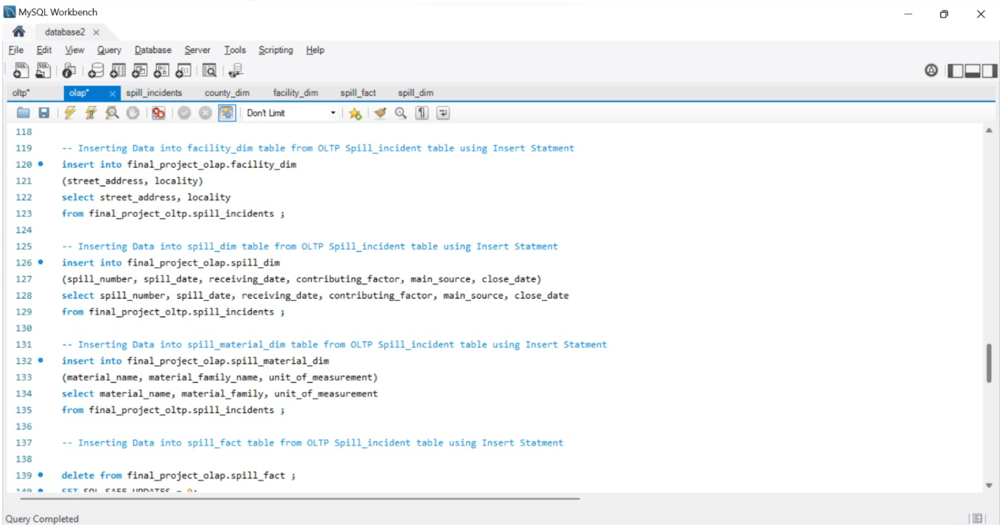 MySQL Workbench
database2
File Edit View Query Database Server Tools Scripting Help
oltp* olap* spill_incidents county_dim facility_dim spill_fact spill_dim
Don't Limit
118
119 -- Inserting Data into facility_dim table from OLTP Spill_incident table using Insert Statment
120 insert into final_project_olap.facility_dim
121 (street_address, locality)
122 select street_address, locality
123 from final_project_oltp.spill_incidents ;
124
125 -- Inserting Data into spill_dim table from OLTP Spill_incident table using Insert Statment
126 insert into final_project_olap.spill_dim
127 (spill_number, spill_date, receiving_date, contributing_factor, main_source, close_date)
128 select spill_number, spill_date, receiving_date, contributing_factor, main_source, close_date
129 from final_project_oltp.spill_incidents ;
130
131 -- Inserting Data into spill_material_dim table from OLTP Spill_incident table using Insert Statment
132 insert into final_project_olap.spill_material_dim
133 (material_name, material_family_name, unit_of_measurement)
134 select material_name, material_family, unit_of_measurement
135 from final_project_oltp.spill_incidents ;
136
137 -- Inserting Data into spill_fact table from OLTP Spill_incident table using Insert Statment
138
139 delete from final_project_olap.spill_fact ;
140 SET SQL_SAFE_UPDATES = 0;
Query Completed